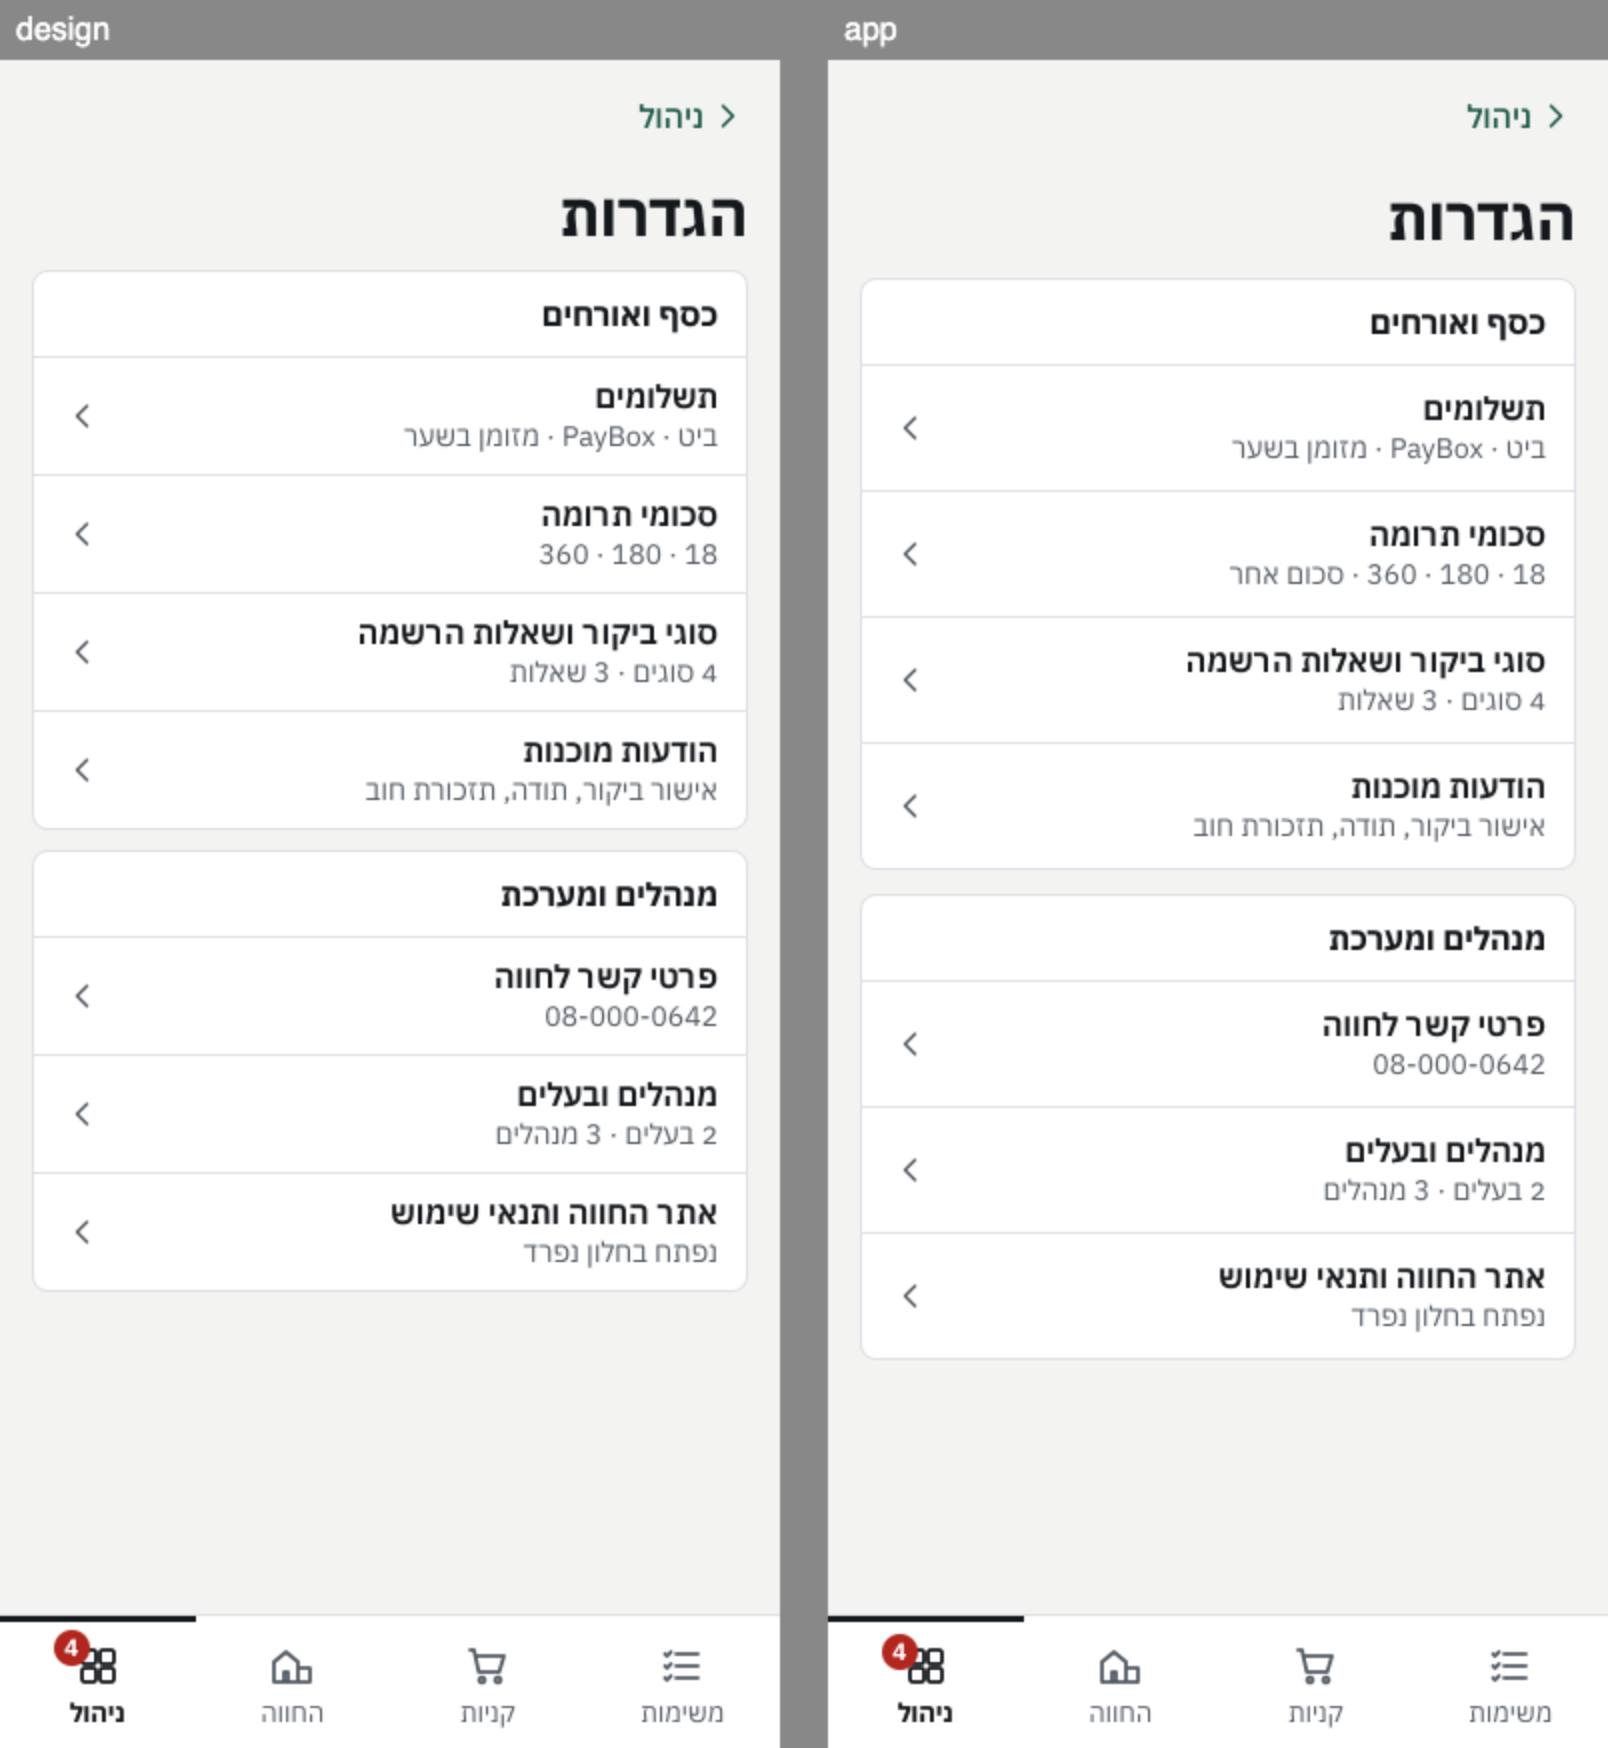 design
ניהול
הגדרות
כסף ואורחים
תשלומים
ביט · PayBox · מזומן בשער
סכומי תרומה
18 · 180 · 360
סוגי ביקור ושאלות הרשמה
4 סוגים · 3 שאלות
הודעות מוכנות
אישור ביקור, תודה, תזכורת חוב
מנהלים ומערכת
פרטי קשר לחווה
08-000-0642
מנהלים ובעלים
2 בעלים · 3 מנהלים
אתר החווה ותנאי שימוש
נפתח בחלון נפרד
משימות
קניות
החווה
4
ניהול
app
ניהול
הגדרות
כסף ואורחים
תשלומים
ביט · PayBox · מזומן בשער
סכומי תרומה
18 · 180 · 360 · סכום אחר
סוגי ביקור ושאלות הרשמה
4 סוגים · 3 שאלות
הודעות מוכנות
אישור ביקור, תודה, תזכורת חוב
מנהלים ומערכת
פרטי קשר לחווה
08-000-0642
מנהלים ובעלים
2 בעלים · 3 מנהלים
אתר החווה ותנאי שימוש
נפתח בחלון נפרד
משימות
קניות
החווה
4
ניהול